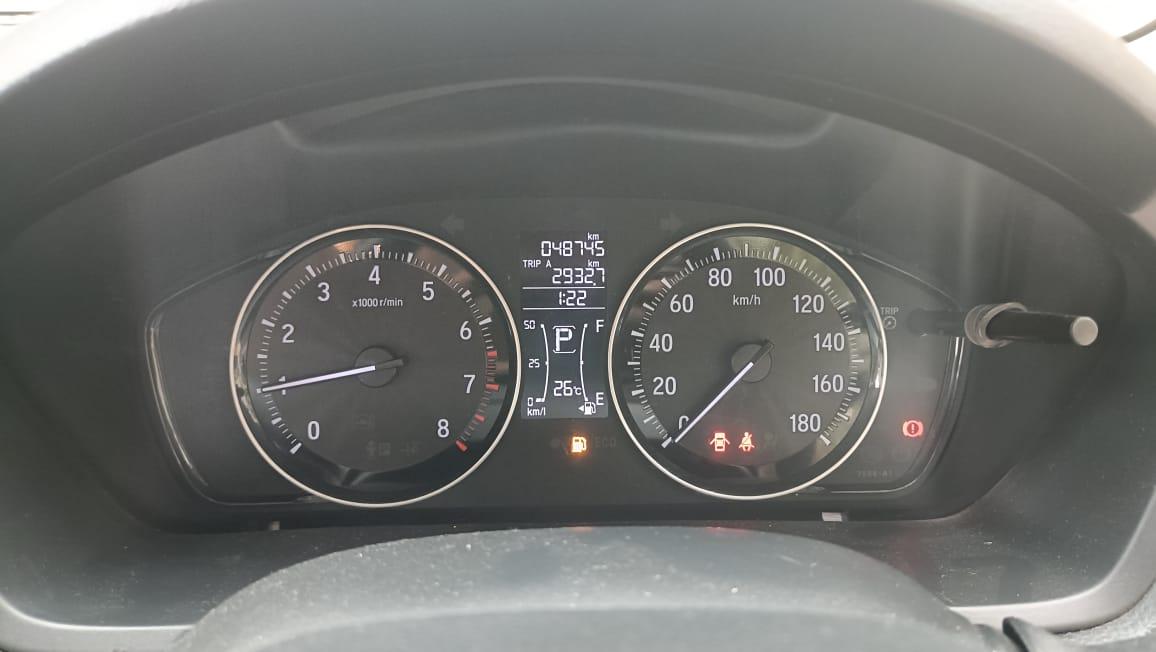 km
048745
TRIP A km
2932.7
1:22
50 F
P
25
26°C
0 E
km/l
0 1 2 3 4 5 6 7 8
x1000 r/min
0 20 40 60 80 100 120 140 160 180
km/h
TRIP
ECO